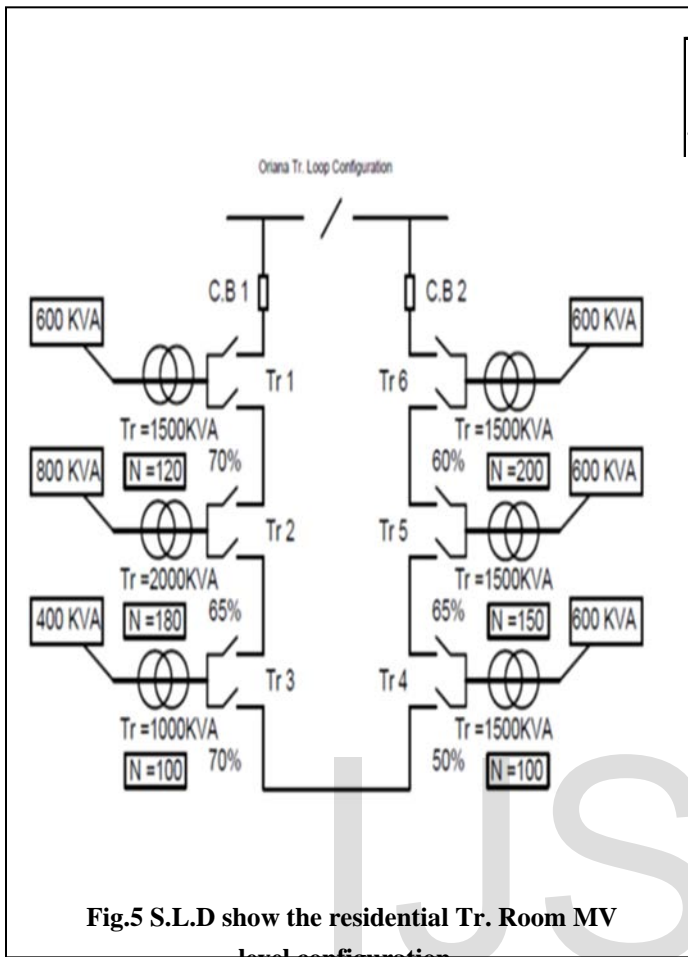 Oriana Tr. Loop Configuration
C.B 1
C.B 2
600 KVA
600 KVA
Tr 1
Tr 6
Tr =1500KVA
Tr =1500KVA
N =120
70%
60%
N =200
800 KVA
600 KVA
Tr 2
Tr 5
Tr =2000KVA
Tr =1500KVA
N =180
65%
65%
N =150
400 KVA
600 KVA
Tr 3
Tr 4
Tr =1000KVA
Tr =1500KVA
N =100
70%
50%
N =100
IJS
Fig.5 S.L.D show the residential Tr. Room MV
level configuration